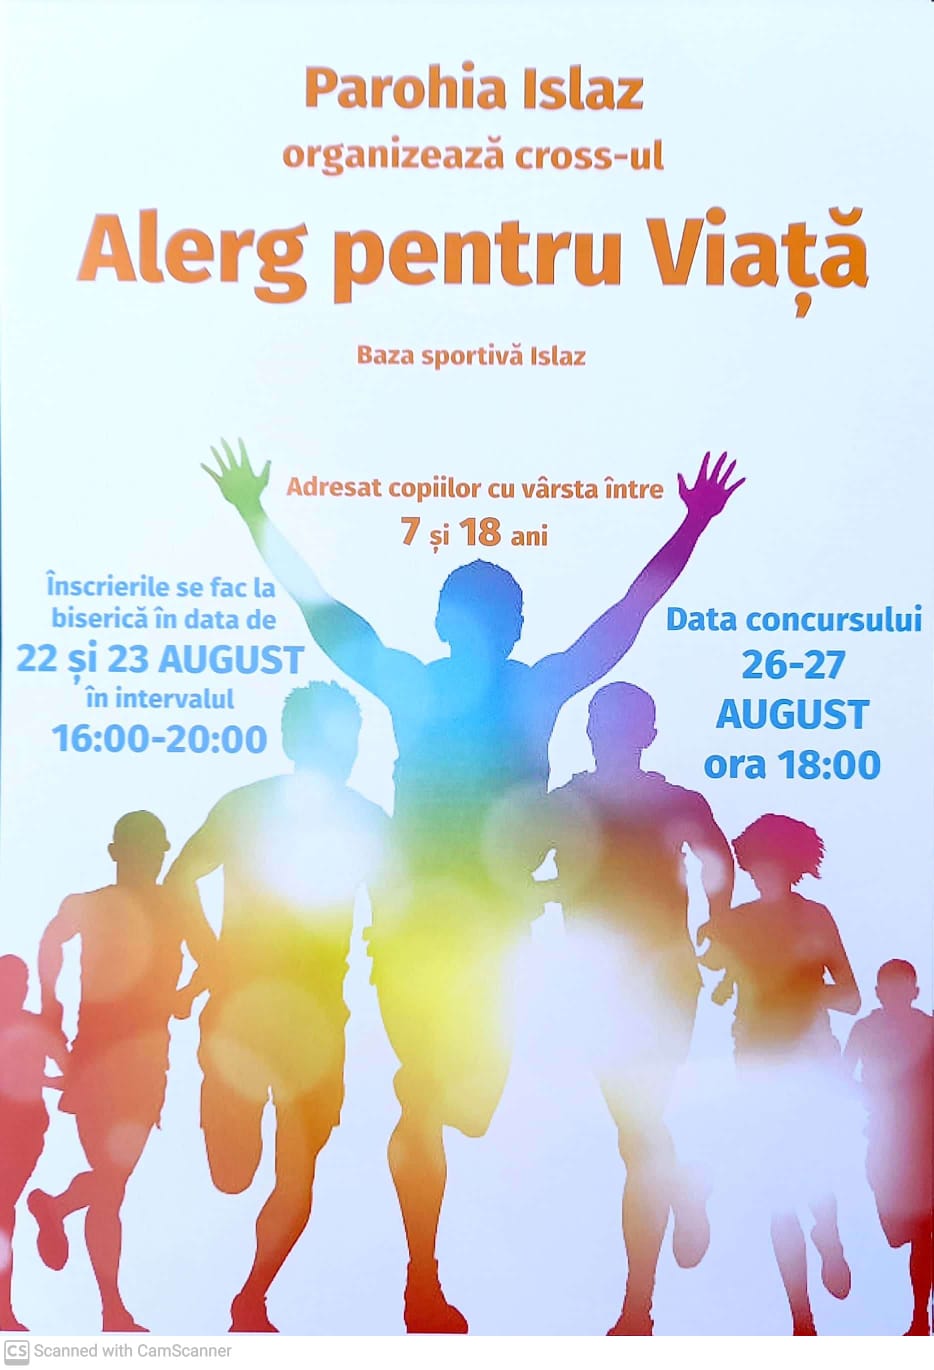 Parohia Islaz
organizează cross-ul
Alerg pentru Viață
Baza sportivă Islaz
Adresat copiilor cu vârsta între
7 și 18 ani
Înscrierile se fac la
biserică în data de
22 și 23 AUGUST
în intervalul
16:00-20:00
Data concursului
26-27
AUGUST
ora 18:00
CS Scanned with CamScanner